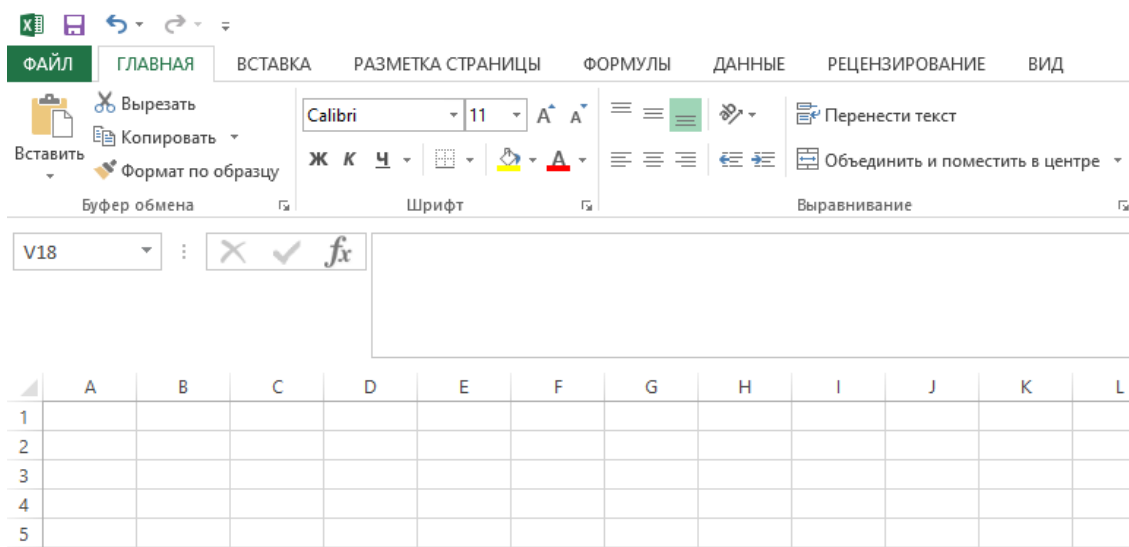 ФАЙЛ ГЛАВНАЯ ВСТАВКА РАЗМЕТКА СТРАНИЦЫ ФОРМУЛЫ ДАННЫЕ РЕЦЕНЗИРОВАНИЕ ВИД
Вставить
Вырезать
Копировать
Формат по образцу
Буфер обмена
Calibri 11 A A
Ж К Ч А
Шрифт
Перенести текст
Объединить и поместить в центре
Выравнивание
V18 fx
A B C D E F G H I J K L
1
2
3
4
5